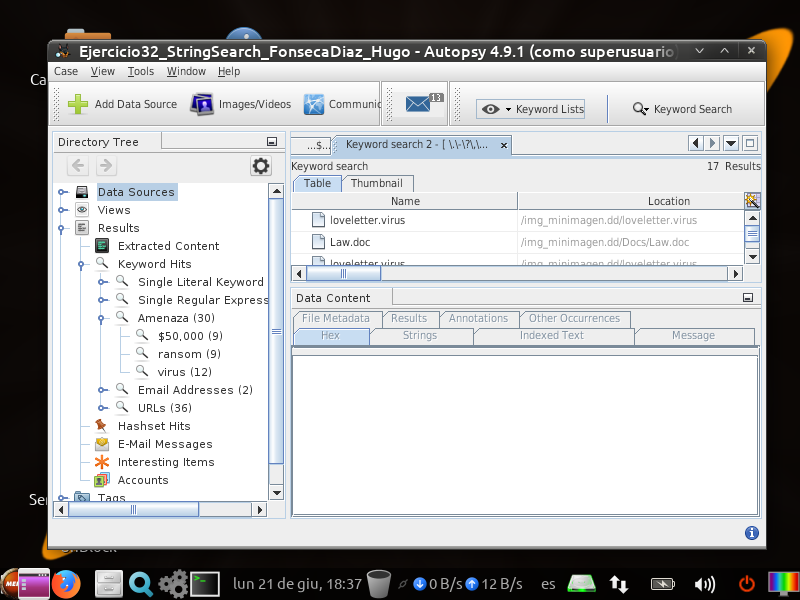 Ca
Ejercicio32_StringSearch_FonsecaDiaz_Hugo - Autopsy 4.9.1 (como superusuario)
Case View Tools Window Help
Add Data Source Images/Videos Communic 13 Keyword Lists Keyword Search
Directory Tree
...$... Keyword search 2 - [ \.\-\?\,\...
Keyword search 17 Results
Table Thumbnail
Name Location
loveletter.virus /img_minimagen.dd/loveletter.virus
Law.doc /img_minimagen.dd/Docs/Law.doc
loveletter.virus /img_minimagen.dd/loveletter.virus
Data Sources
Views
Results
Extracted Content
Keyword Hits
Single Literal Keyword
Single Regular Express
Amenaza (30)
$50,000 (9)
ransom (9)
virus (12)
Email Addresses (2)
URLs (36)
Hashset Hits
E-Mail Messages
Interesting Items
Accounts
Tags
Data Content
File Metadata Results Annotations Other Occurrences
Hex Strings Indexed Text Message
Ser
lun 21 de giu, 18:37 0 B/s 12 B/s es